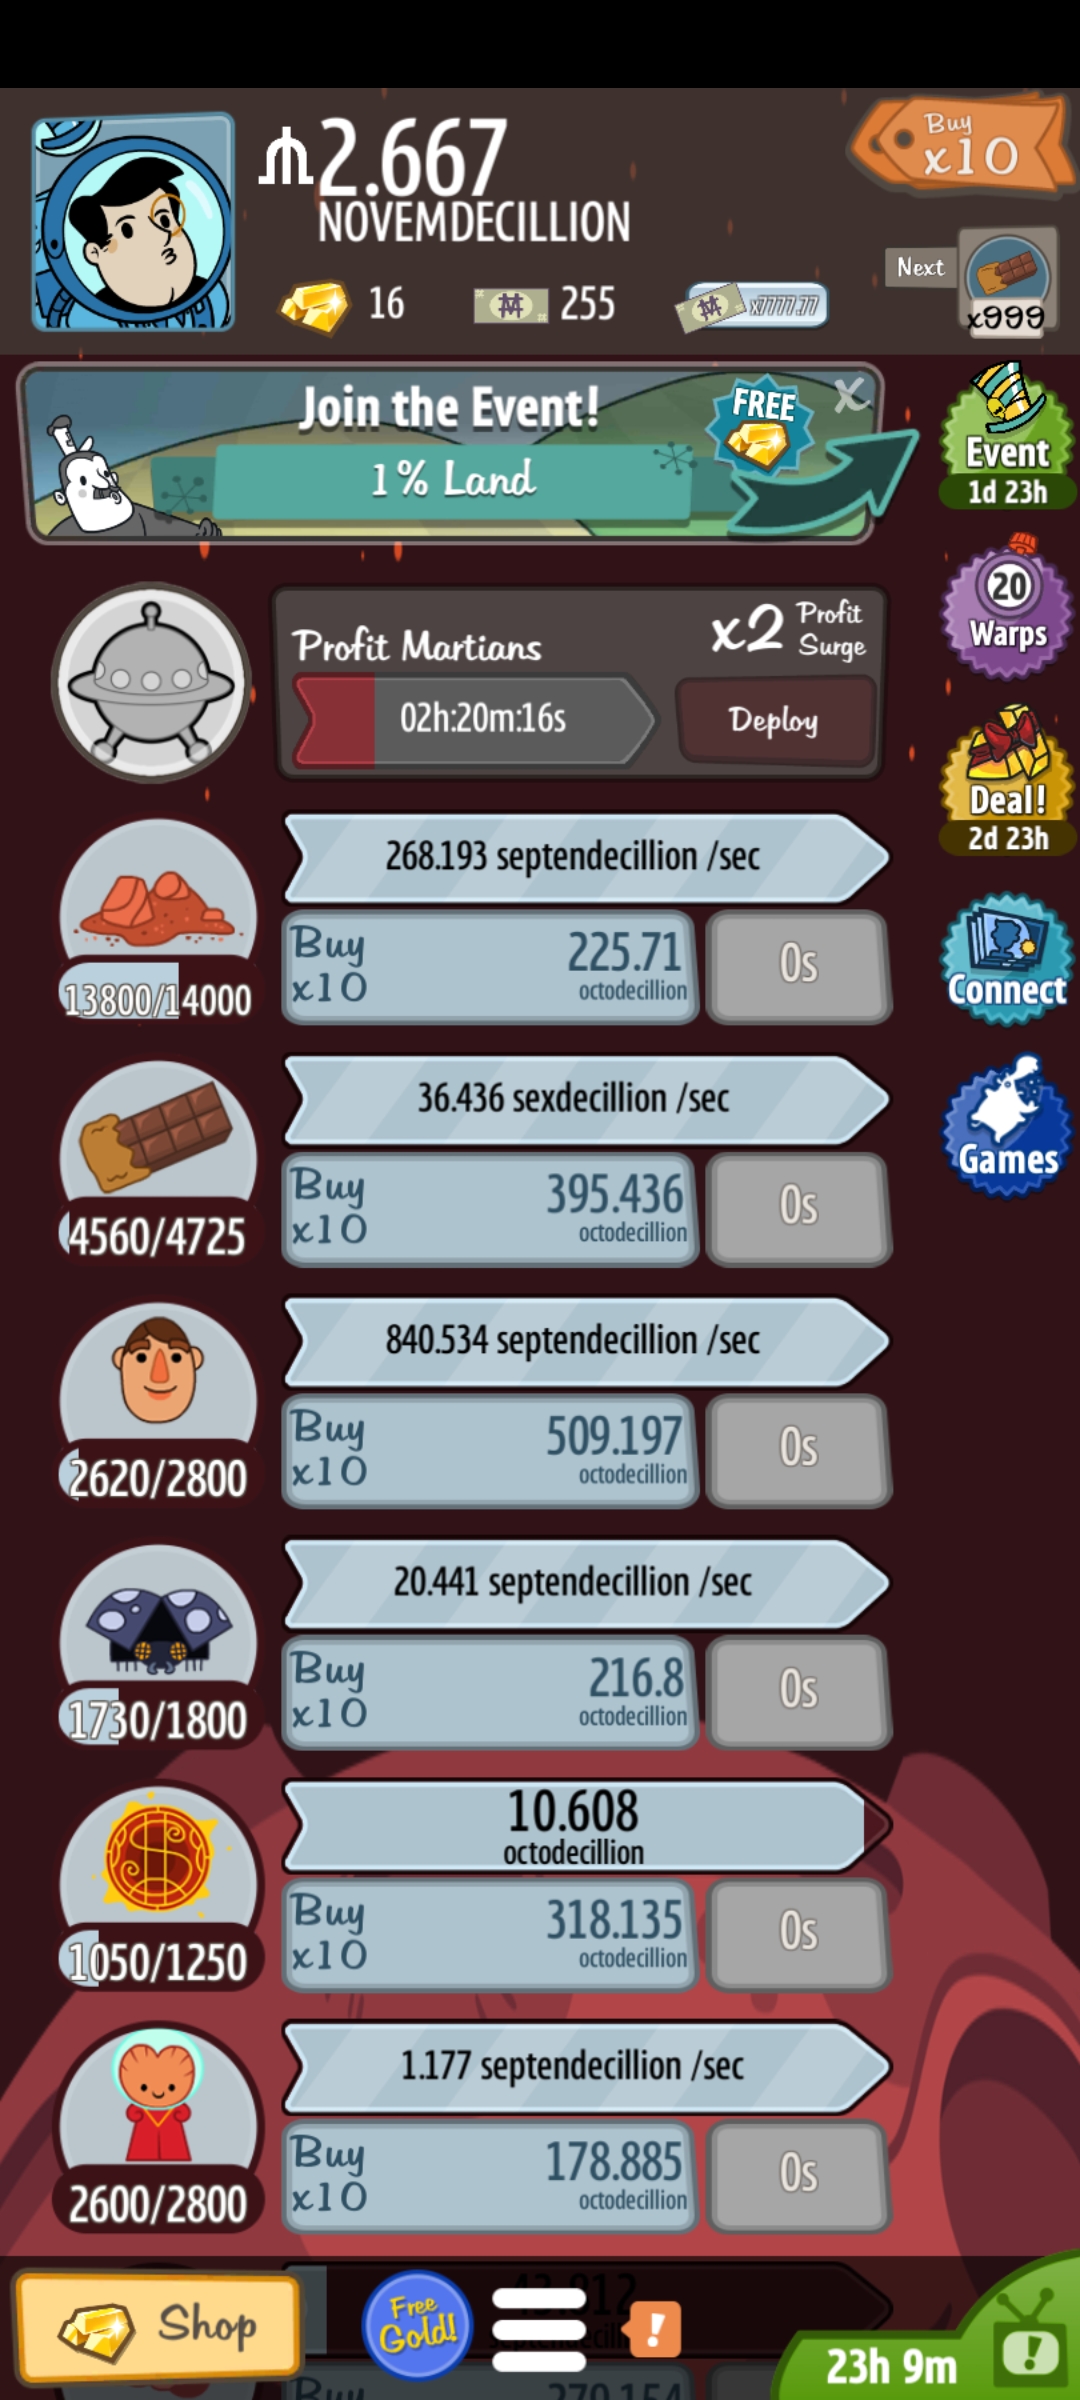 2.667
NOVEMDECILLION
Buy
x10
16
255
x7777.77
Next
x999
Join the Event!
1% Land
FREE
X
Event
1d 23h
20
Warps
Profit Martians
x2 Profit Surge
02h:20m:16s
Deploy
Deal!
2d 23h
268.193 septendecillion /sec
Buy x10
225.71
octodecillion
0s
13800/14000
Connect
36.436 sexdecillion /sec
Buy x10
395.436
octodecillion
0s
4560/4725
Games
840.534 septendecillion /sec
Buy x10
509.197
octodecillion
0s
2620/2800
20.441 septendecillion /sec
Buy x10
216.8
octodecillion
0s
1730/1800
10.608
octodecillion
Buy x10
318.135
octodecillion
0s
1050/1250
1.177 septendecillion /sec
Buy x10
178.885
octodecillion
0s
2600/2800
Shop
Free Gold!
!
23h 9m
!